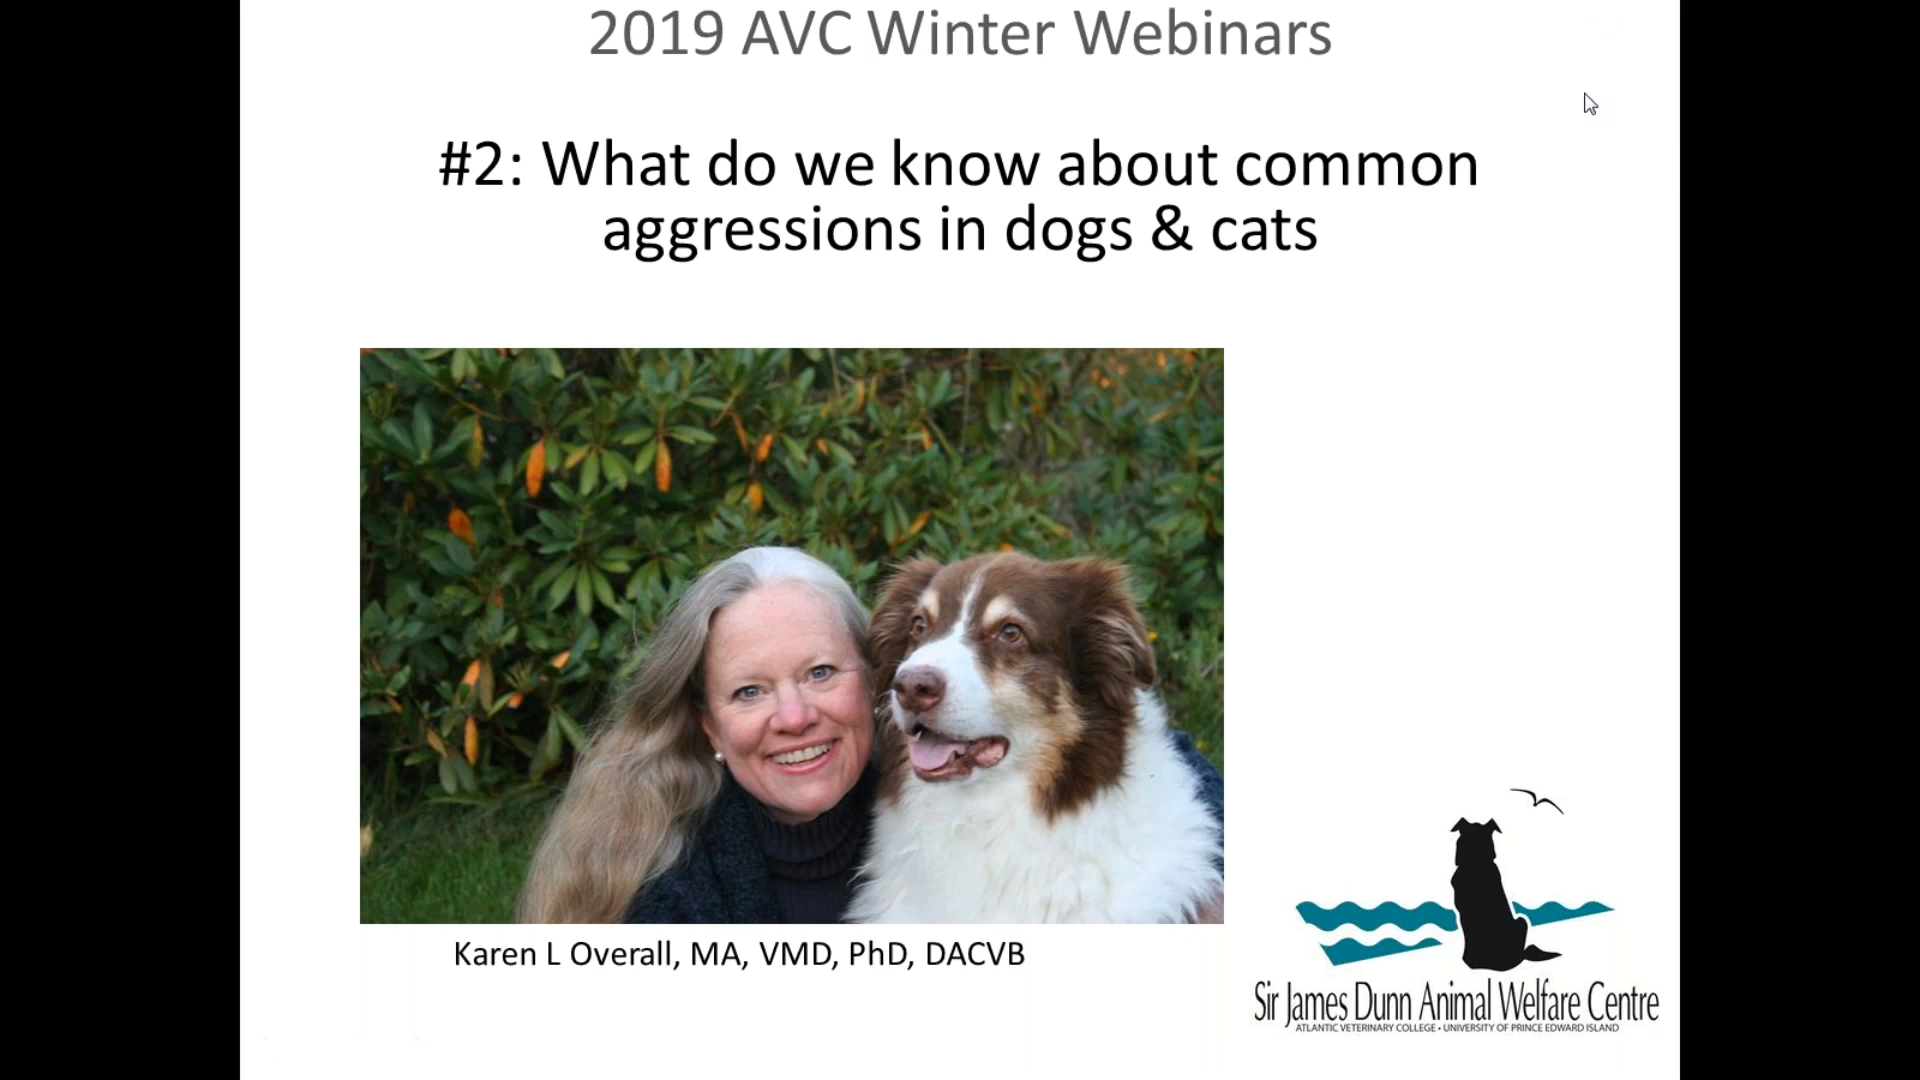 2019 AVC Winter Webinars
#2: What do we know about common
aggressions in dogs & cats
Karen L Overall, MA, VMD, PhD, DACVB
Sir James Dunn Animal Welfare Centre
ATLANTIC VETERINARY COLLEGE • UNIVERSITY OF PRINCE EDWARD ISLAND